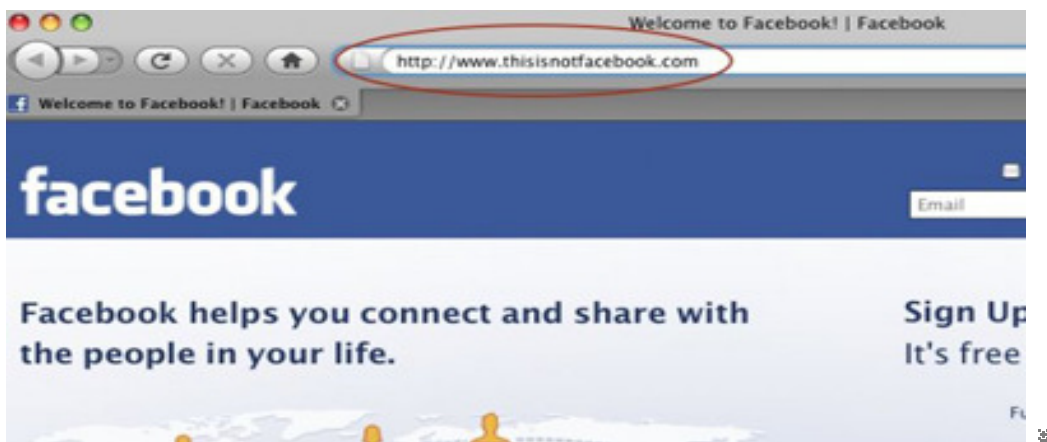 Welcome to Facebook! | Facebook
http://www.thisisnotfacebook.com
Welcome to Facebook! | Facebook
facebook
Email
Facebook helps you connect and share with
the people in your life.
Sign Up
It's free